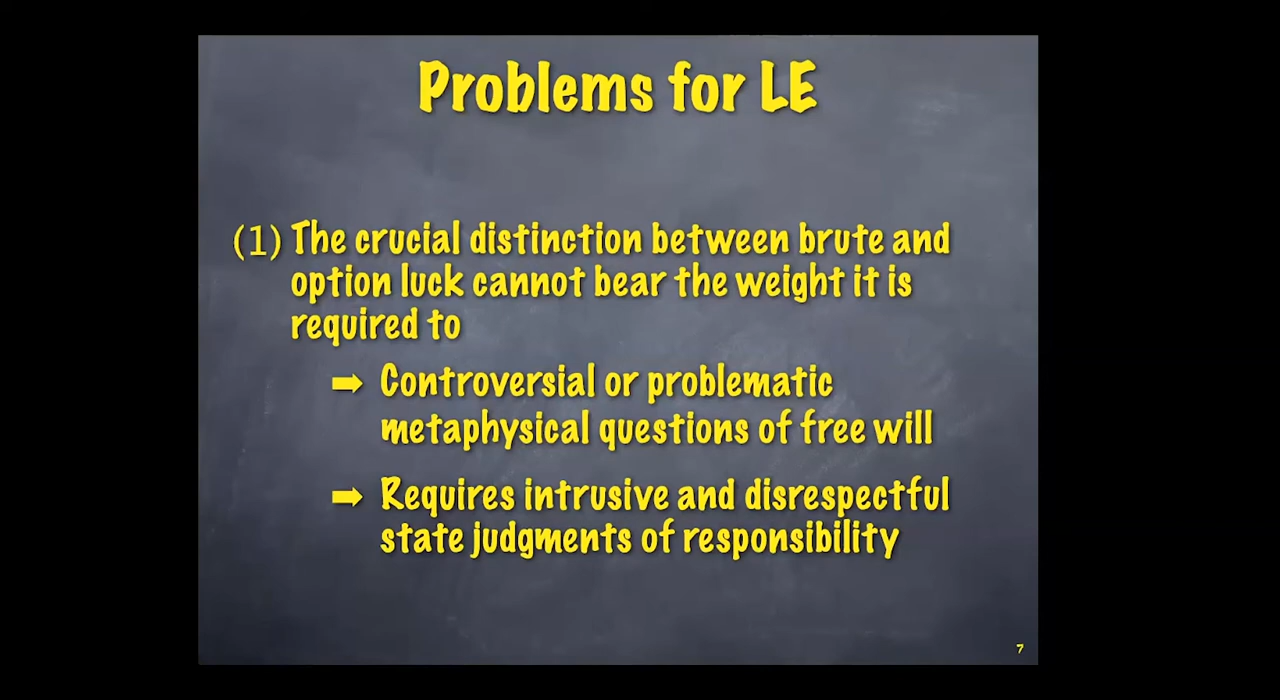 Problems for LE
(1) The crucial distinction between brute and
option luck cannot bear the weight it is
required to
➡ Controversial or problematic
metaphysical questions of free will
➡ Requires intrusive and disrespectful
state judgments of responsibility
7